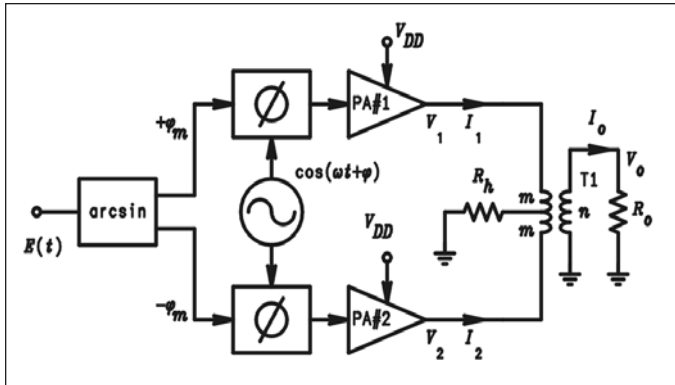 V_DD
+φ_m
Ø
PA#1
V_1
I_1
I_o
V_o
cos(ωt+φ)
R_h
m
m
n
T1
R_o
arcsin
E(t)
V_DD
-φ_m
Ø
PA#2
V_2
I_2